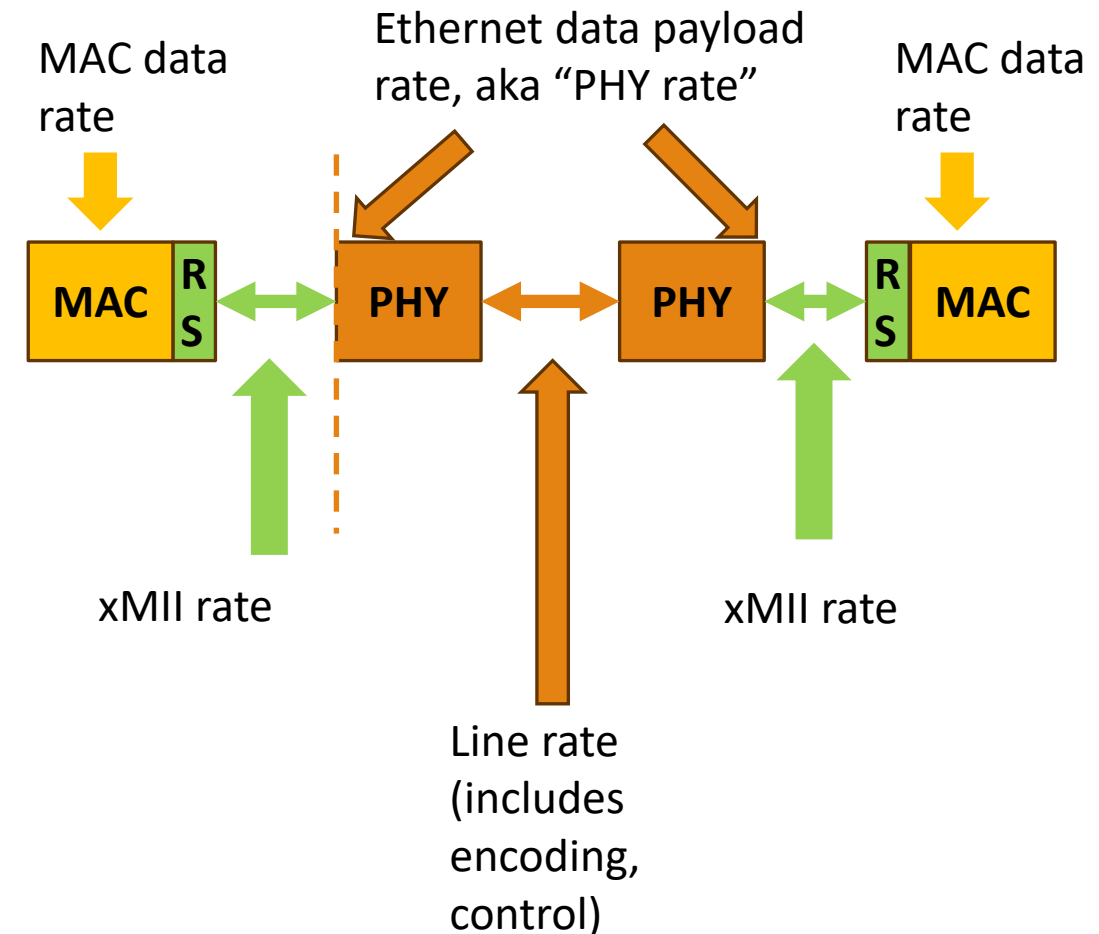 MAC data
rate
Ethernet data payload
rate, aka “PHY rate”
MAC data
rate
MAC
R
S
PHY
PHY
R
S
MAC
xMII rate
xMII rate
Line rate
(includes
encoding,
control)